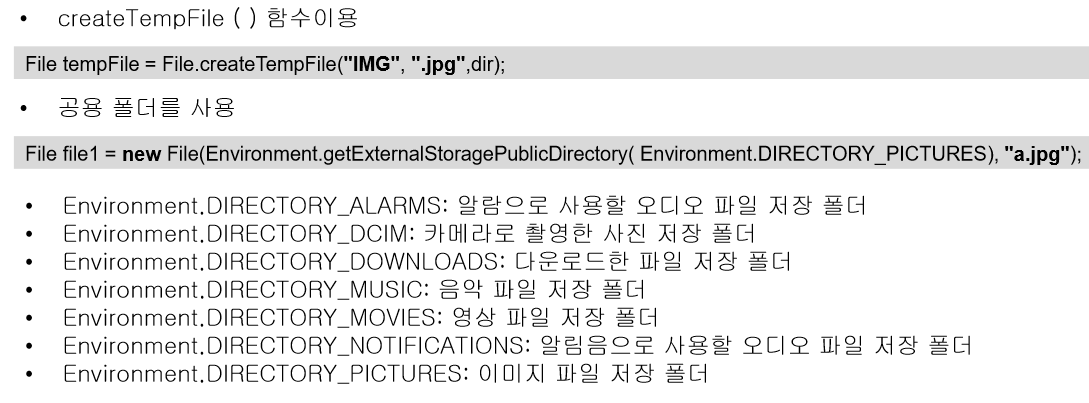 • createTempFile ( ) 함수이용
File tempFile = File.createTempFile("IMG", ".jpg",dir);
• 공용 폴더를 사용
File file1 = new File(Environment.getExternalStoragePublicDirectory( Environment.DIRECTORY_PICTURES), "a.jpg");
• Environment.DIRECTORY_ALARMS: 알람으로 사용할 오디오 파일 저장 폴더
• Environment.DIRECTORY_DCIM: 카메라로 촬영한 사진 저장 폴더
• Environment.DIRECTORY_DOWNLOADS: 다운로드한 파일 저장 폴더
• Environment.DIRECTORY_MUSIC: 음악 파일 저장 폴더
• Environment.DIRECTORY_MOVIES: 영상 파일 저장 폴더
• Environment.DIRECTORY_NOTIFICATIONS: 알림음으로 사용할 오디오 파일 저장 폴더
• Environment.DIRECTORY_PICTURES: 이미지 파일 저장 폴더